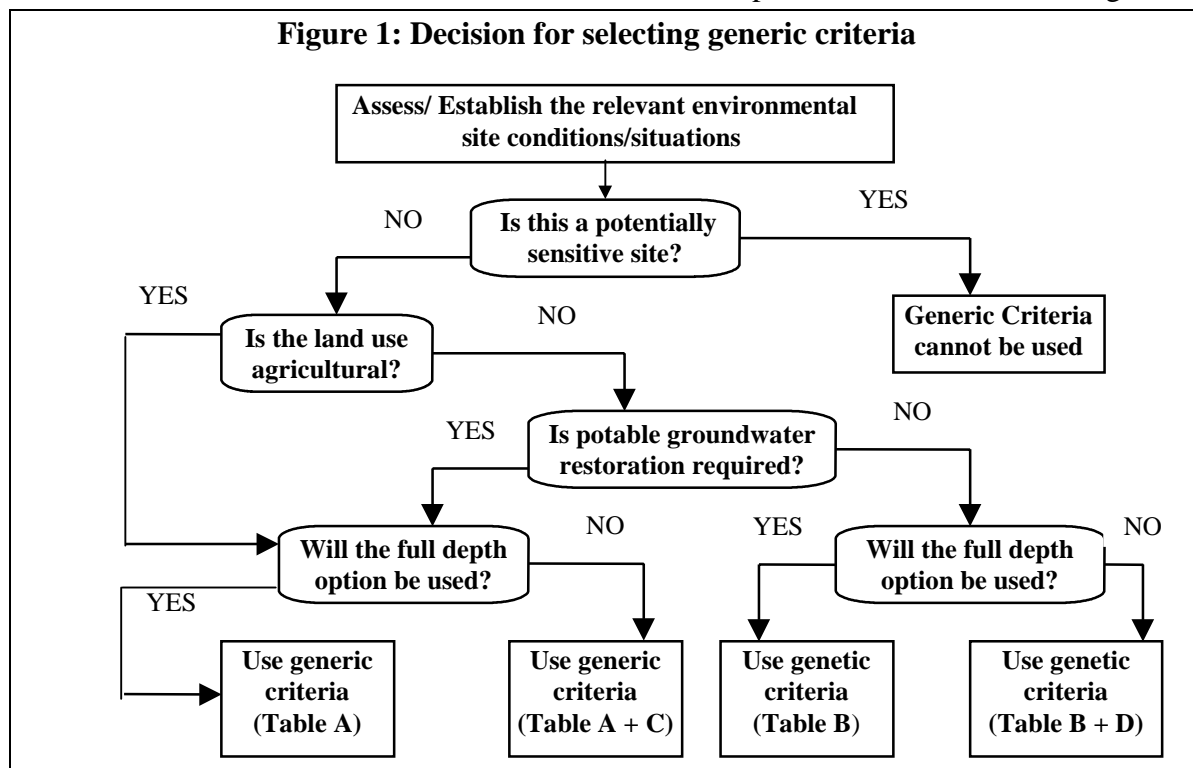 Figure 1: Decision for selecting generic criteria
Assess/ Establish the relevant environmental
site conditions/situations
NO
YES
Is this a potentially
sensitive site?
YES
NO
Generic Criteria
cannot be used
Is the land use
agricultural?
YES
NO
Is potable groundwater
restoration required?
NO
YES
NO
Will the full depth
option be used?
Will the full depth
option be used?
YES
Use generic
criteria
(Table A)
Use generic
criteria
(Table A + C)
Use genetic
criteria
(Table B)
Use genetic
criteria
(Table B + D)